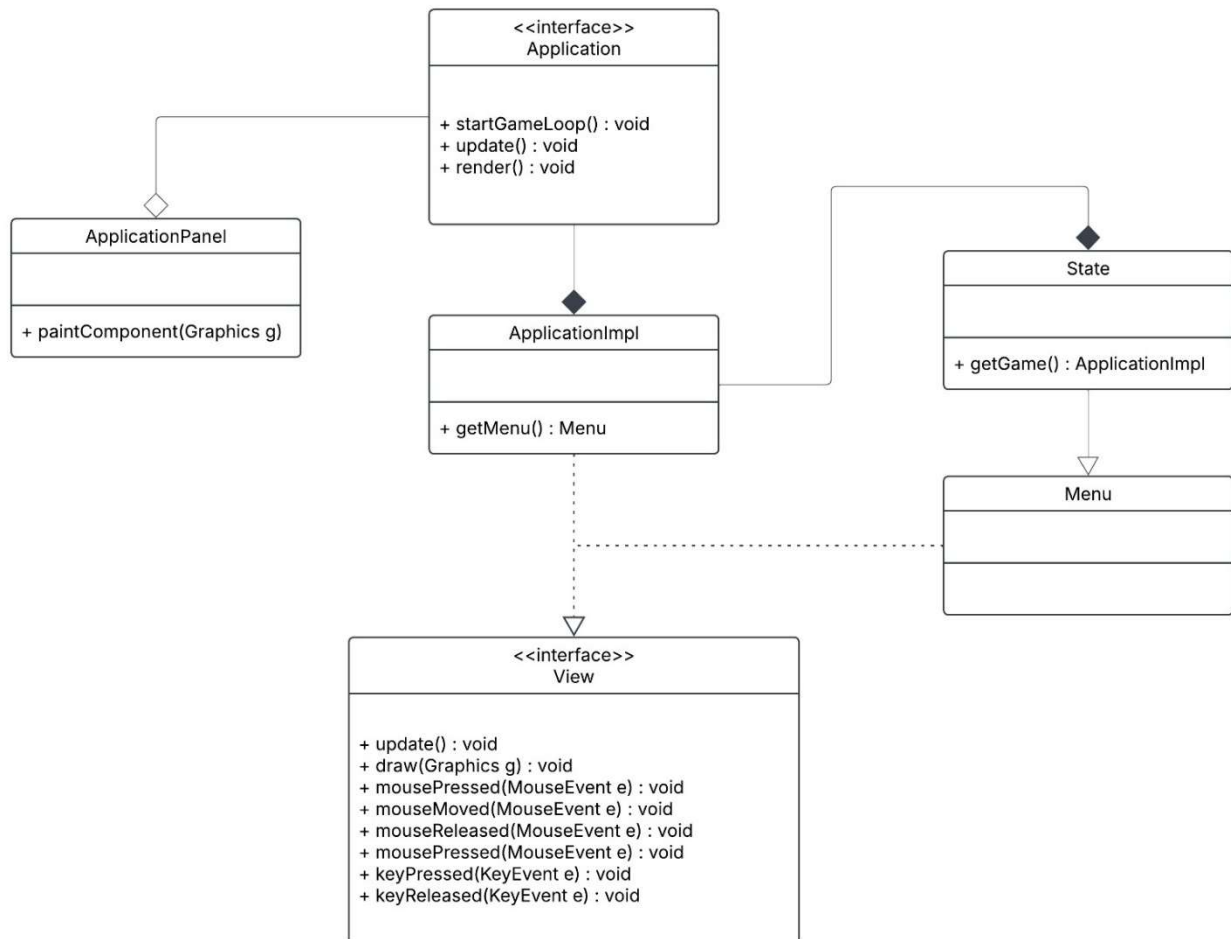 <<interface>>
Application
+ startGameLoop() : void
+ update() : void
+ render() : void
ApplicationPanel
+ paintComponent(Graphics g)
ApplicationImpl
+ getMenu() : Menu
State
+ getGame() : ApplicationImpl
Menu
<<interface>>
View
+ update() : void
+ draw(Graphics g) : void
+ mousePressed(MouseEvent e) : void
+ mouseMoved(MouseEvent e) : void
+ mouseReleased(MouseEvent e) : void
+ mousePressed(MouseEvent e) : void
+ keyPressed(KeyEvent e) : void
+ keyReleased(KeyEvent e) : void